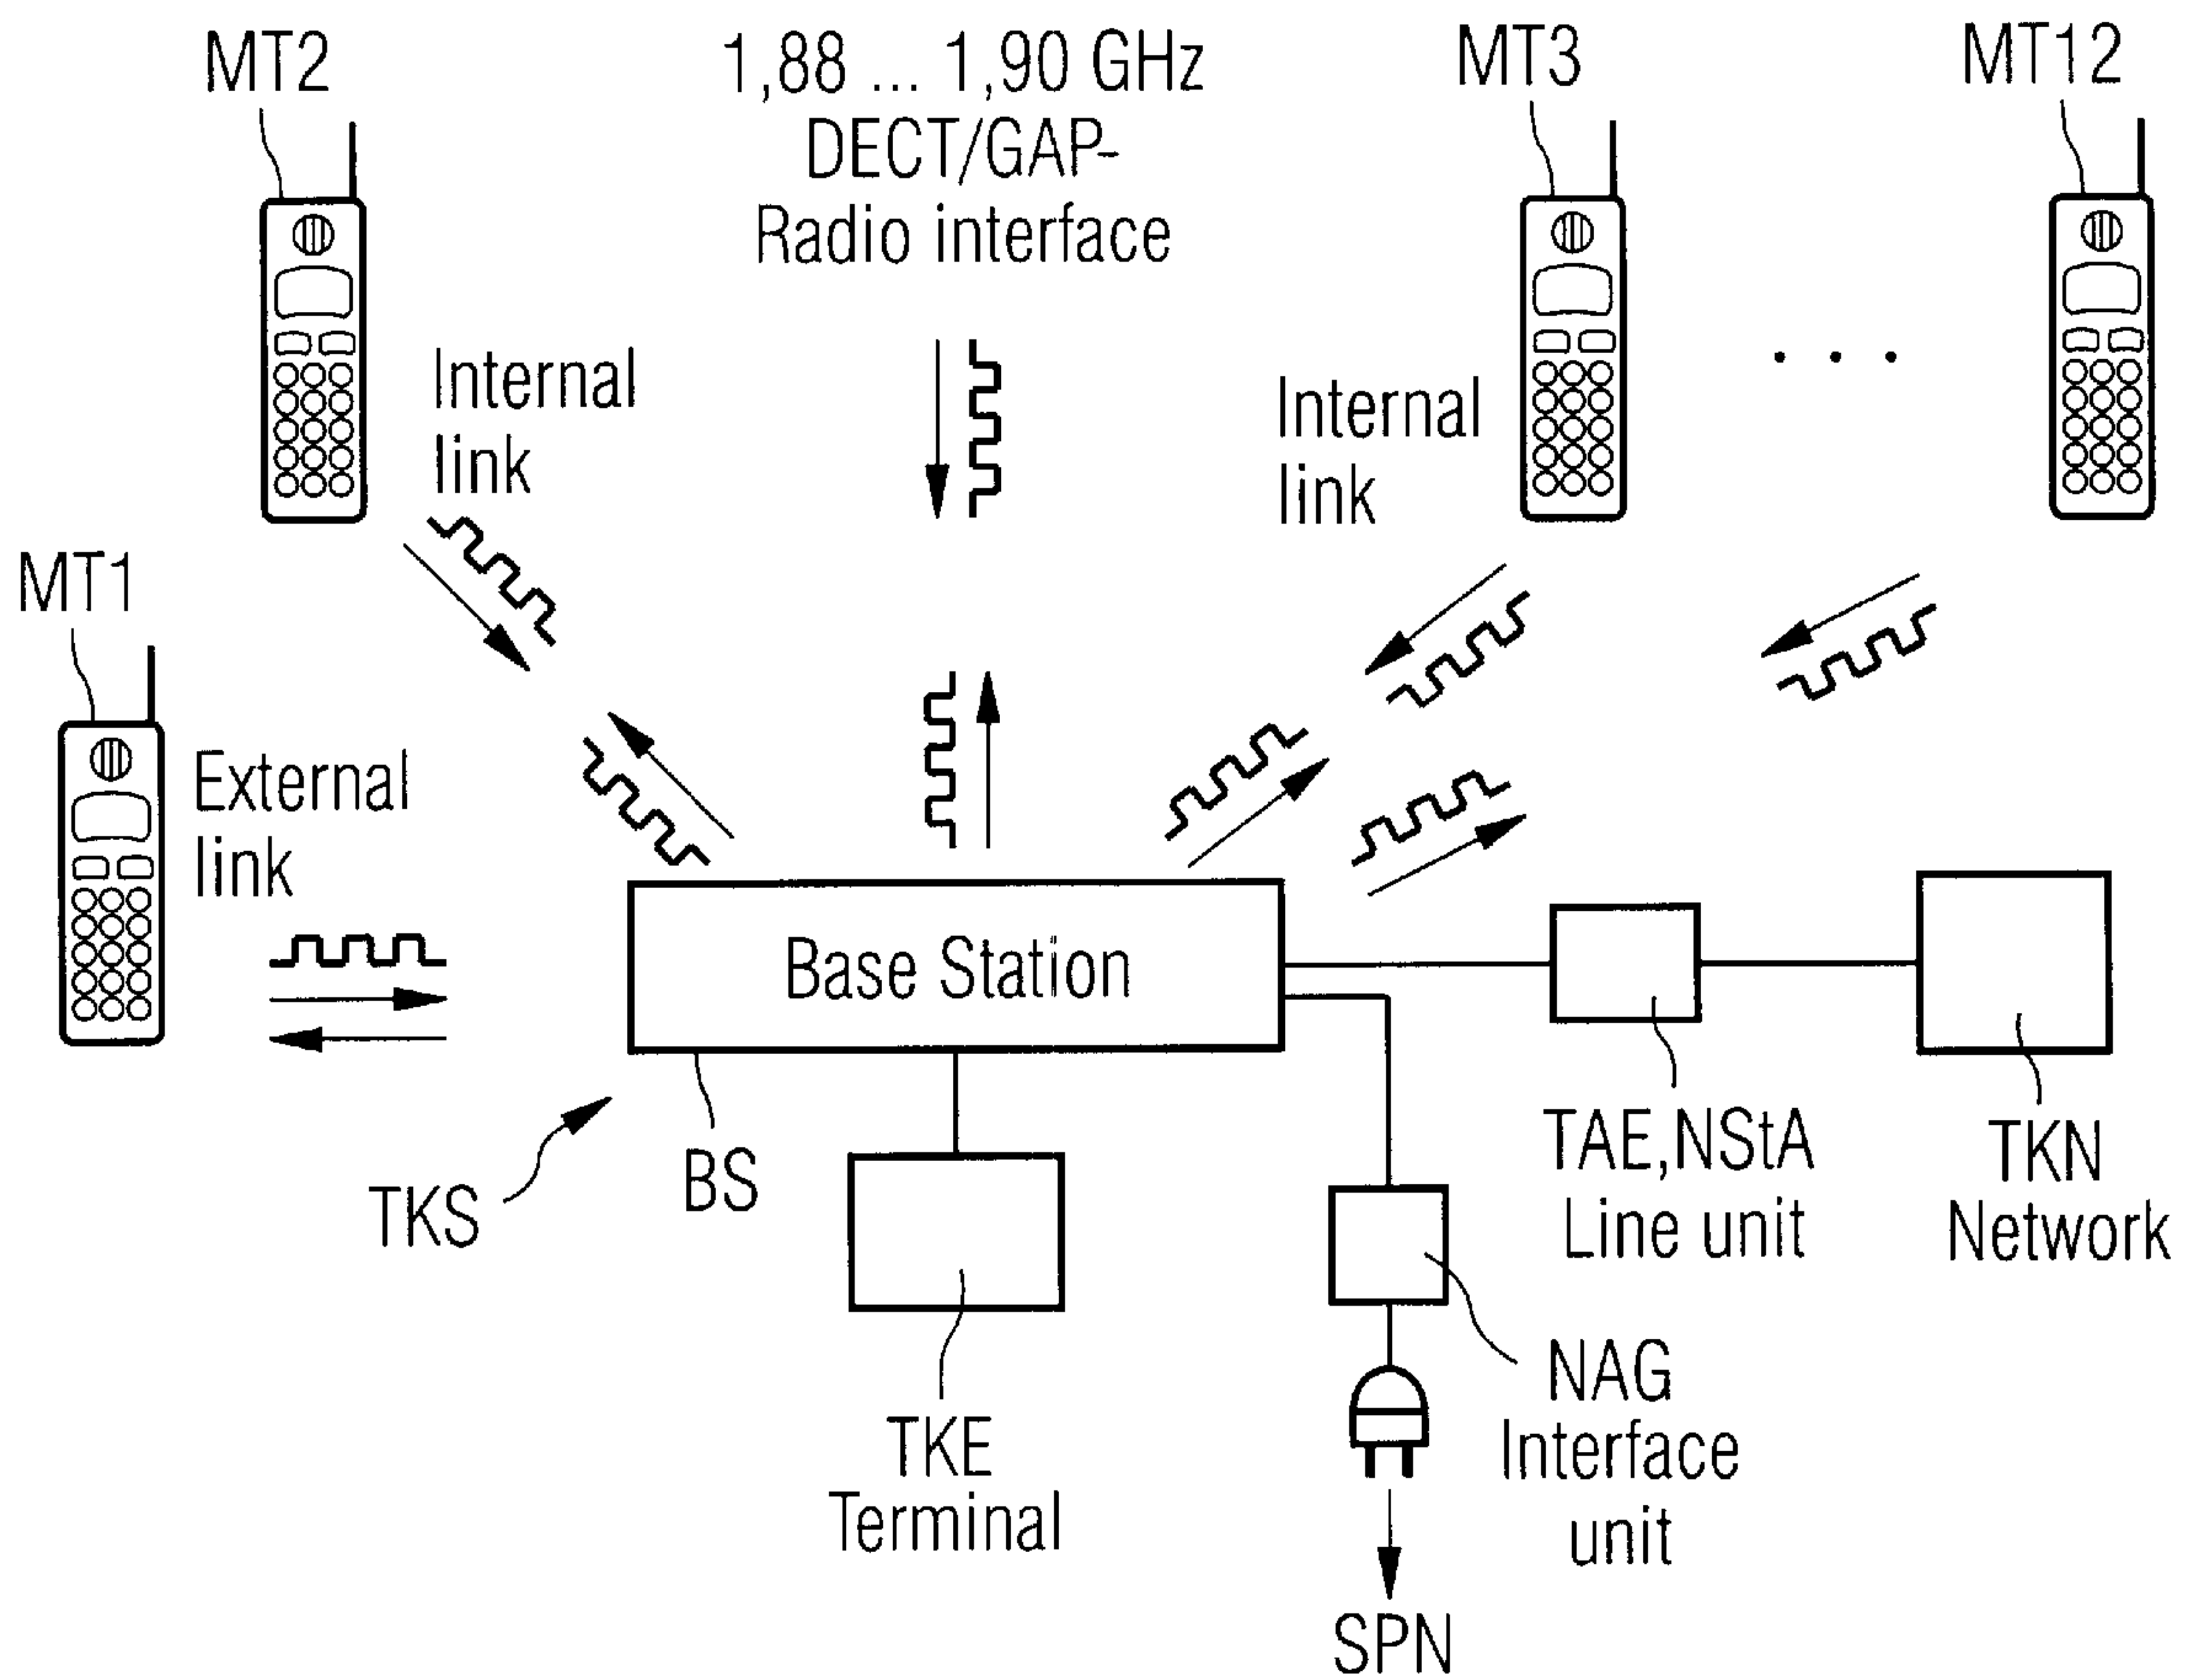 MT2
1,88 ... 1,90 GHz
DECT/GAP-
Radio interface
MT3
MT12
Internal
link
Internal
link
MT1
External
link
Base Station
BS
TKS
TAE,NStA
Line unit
TKN
Network
NAG
Interface
unit
TKE
Terminal
SPN